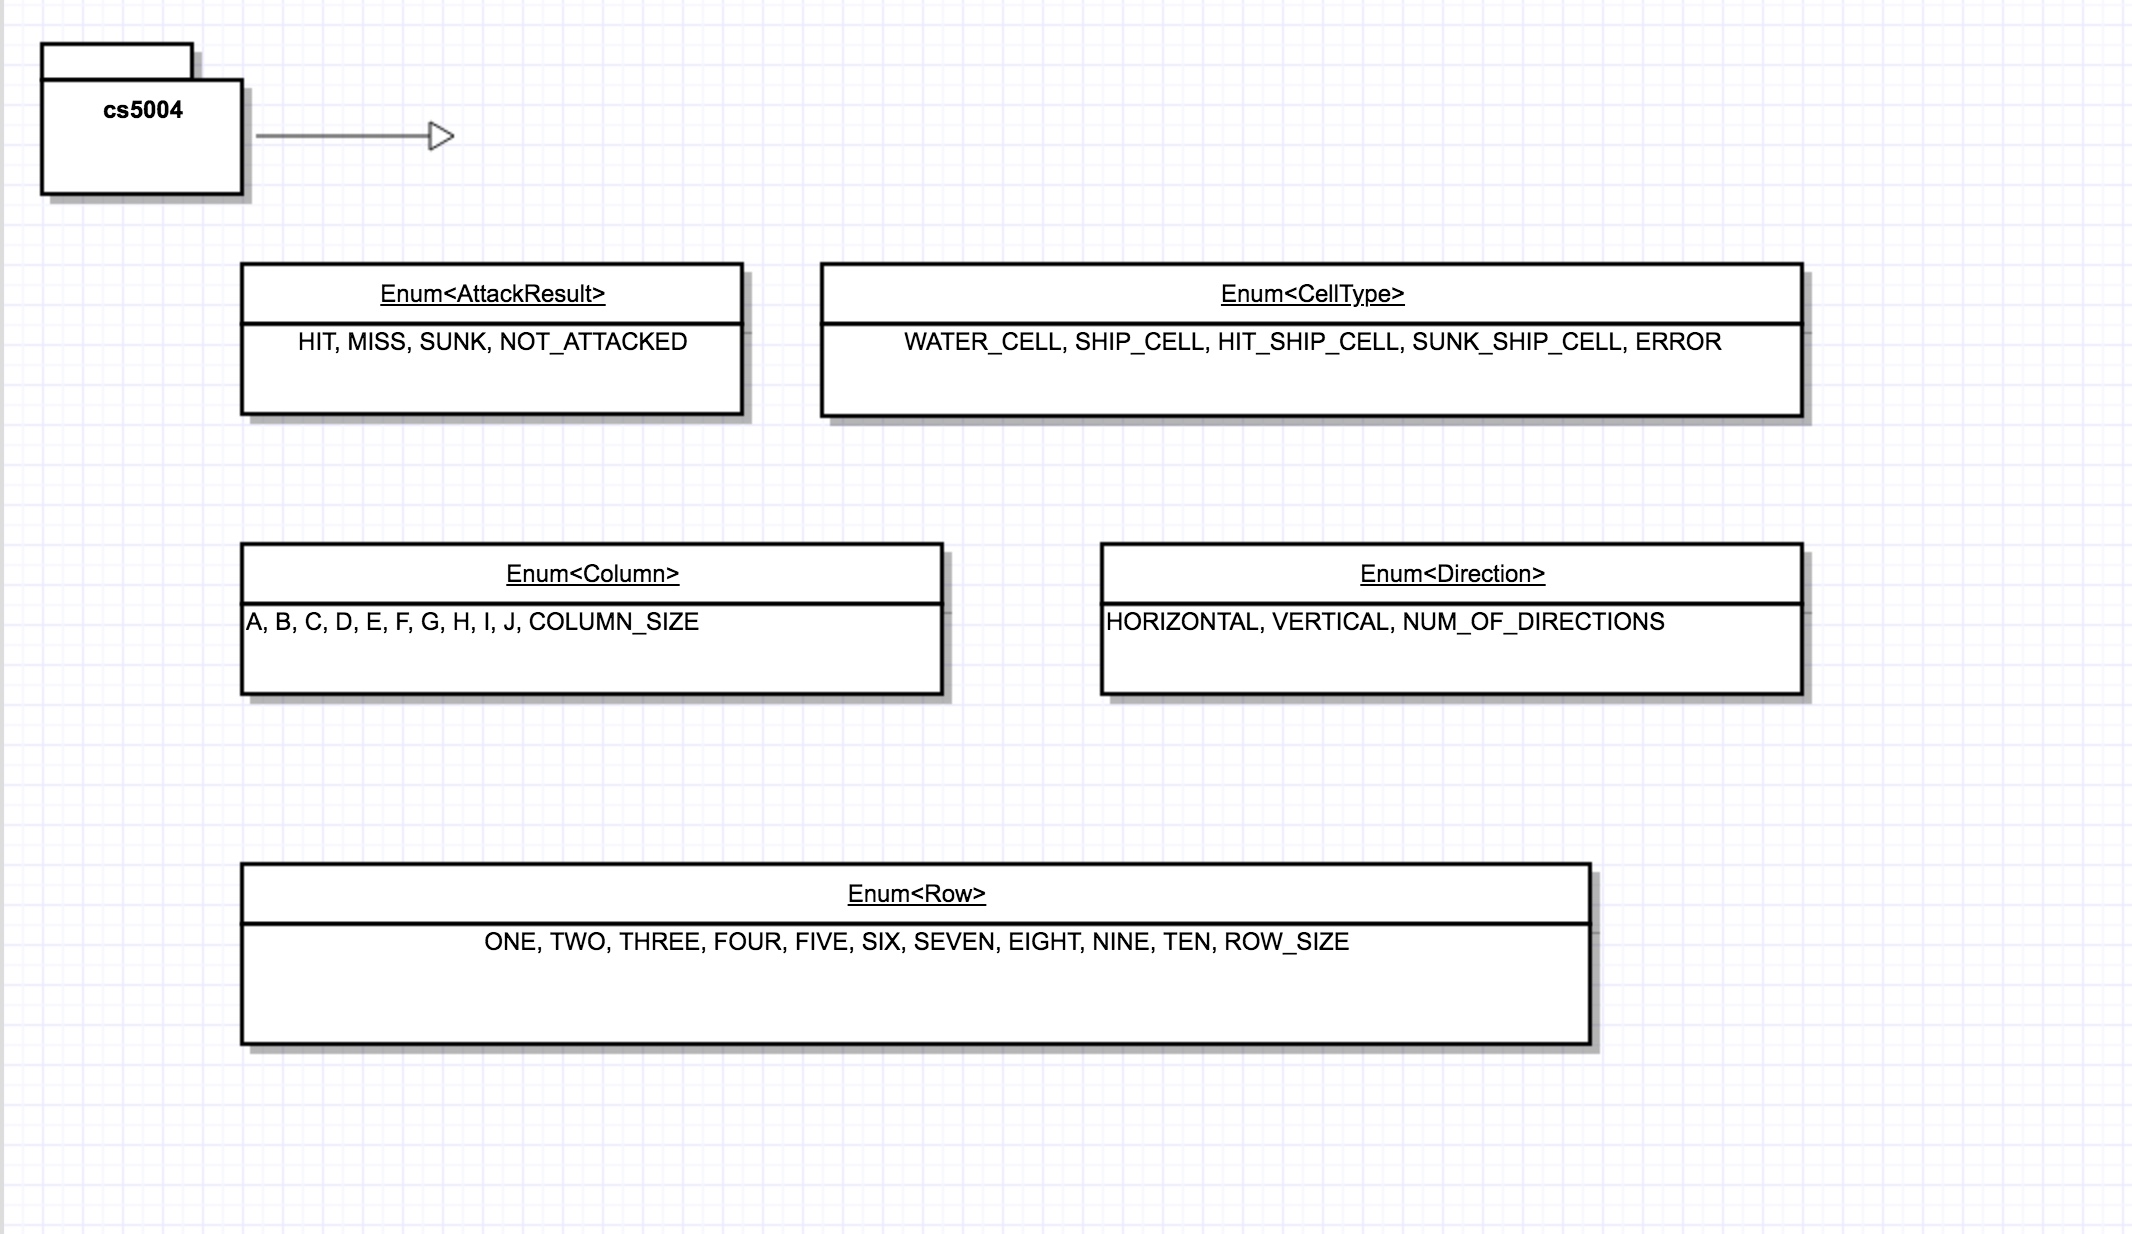 cs5004
Enum<AttackResult>
HIT, MISS, SUNK, NOT_ATTACKED
Enum<CellType>
WATER_CELL, SHIP_CELL, HIT_SHIP_CELL, SUNK_SHIP_CELL, ERROR
Enum<Column>
A, B, C, D, E, F, G, H, I, J, COLUMN_SIZE
Enum<Direction>
HORIZONTAL, VERTICAL, NUM_OF_DIRECTIONS
Enum<Row>
ONE, TWO, THREE, FOUR, FIVE, SIX, SEVEN, EIGHT, NINE, TEN, ROW_SIZE